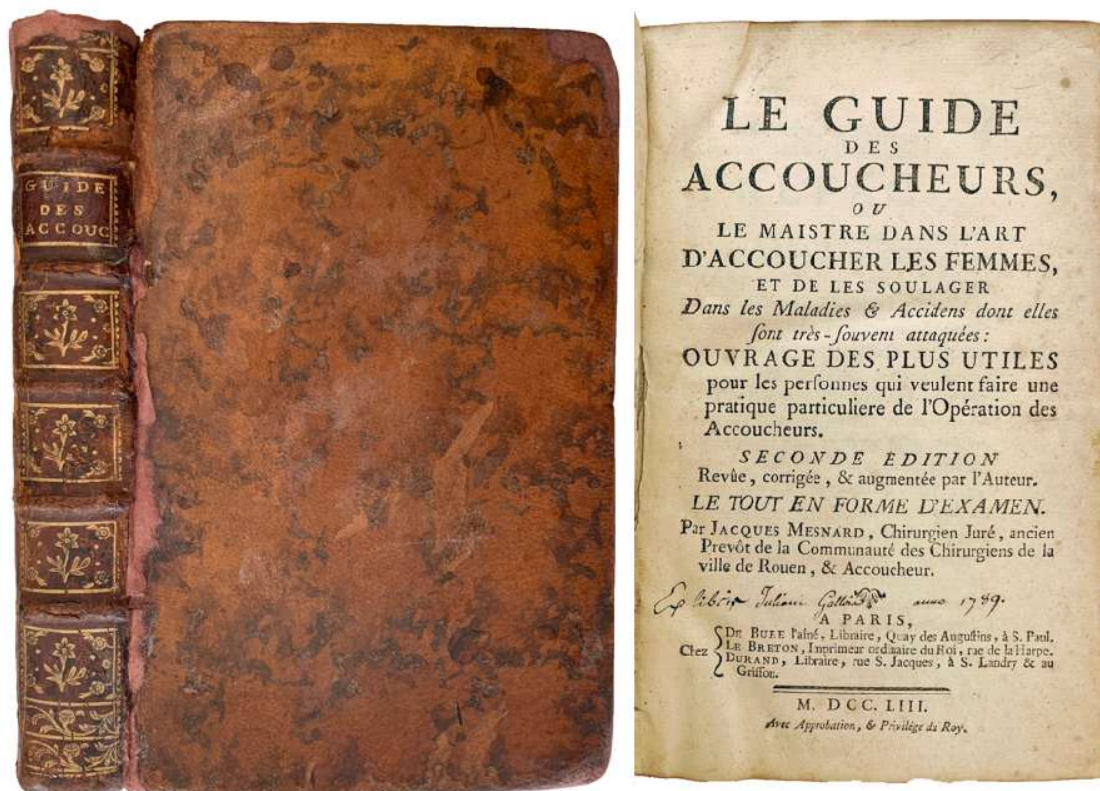 GUIDE
DES
ACCOUC
LE GUIDE
DES
ACCOUCHEURS,
OU
LE MAISTRE DANS L'ART
D'ACCOUCHER LES FEMMES,
ET DE LES SOULAGER
Dans les Maladies & Accidens dont elles
sont très-souvent attaquées:
OUVRAGE DES PLUS UTILES
pour les personnes qui veulent faire une
pratique particuliere de l'Opération des
Accoucheurs.
SECONDE EDITION
Revûe, corrigée, & augmentée par l'Auteur.
LE TOUT EN FORME D'EXAMEN.
Par JACQUES MESNARD, Chirurgien Juré, ancien
Prevôt de la Communauté des Chirurgiens de la
ville de Rouen, & Accoucheur.
Ex libris Juliani anno 1789.
A PARIS,
Chez
DE BURE l'aîné, Libraire, Quay des Augustins, à S. Paul.
LE BRETON, Imprimeur ordinaire du Roi, rue de la Harpe.
DURAND, Libraire, rue S. Jacques, à S. Landry & au
Griffon.
M. DCC. LIII.
Avec Approbation, & Privilége du Roy.